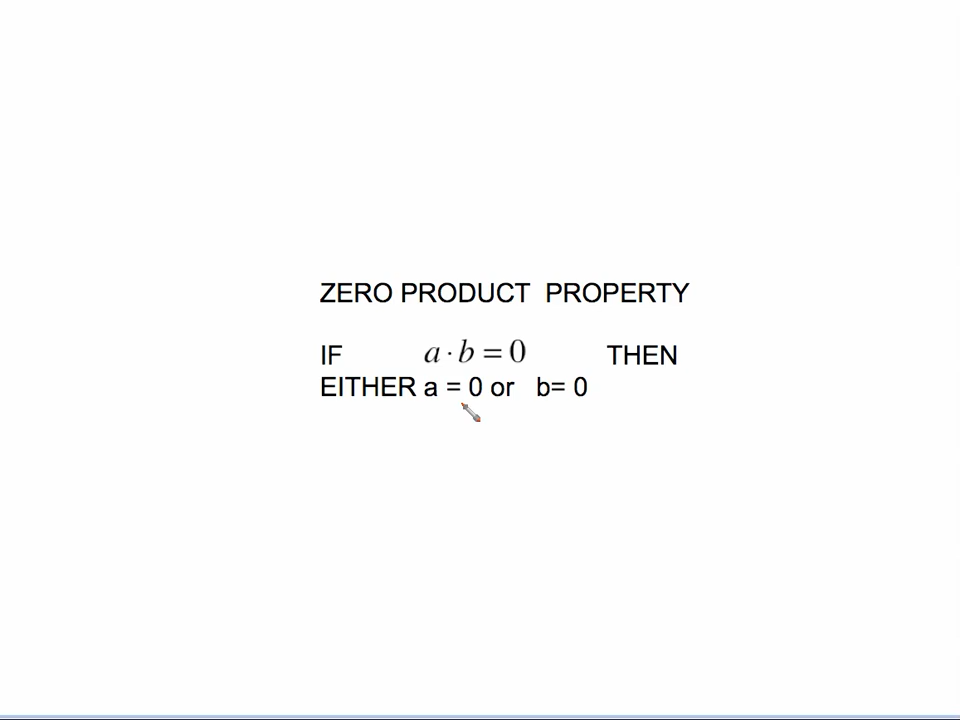 ZERO PRODUCT PROPERTY
IF a · b = 0 THEN
EITHER a = 0 or b= 0